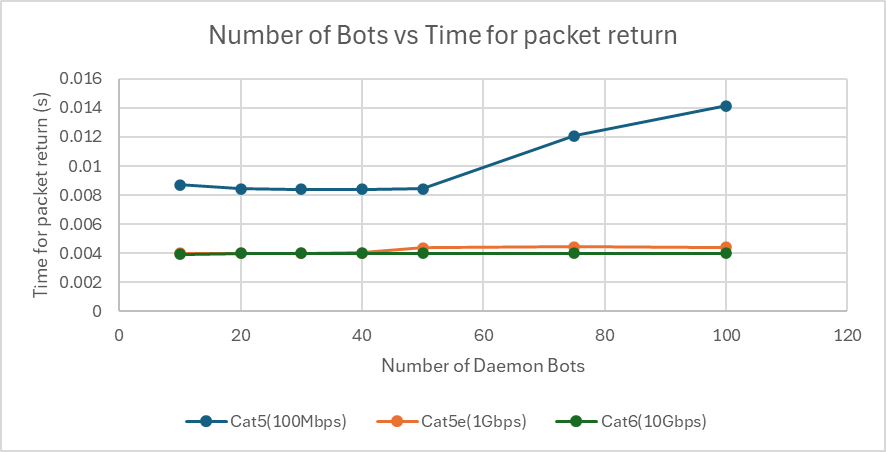 Number of Bots vs Time for packet return
Time for packet return (s)
0.016
0.014
0.012
0.01
0.008
0.006
0.004
0.002
0
0 20 40 60 80 100 120
Number of Daemon Bots
Cat5(100Mbps) Cat5e(1Gbps) Cat6(10Gbps)